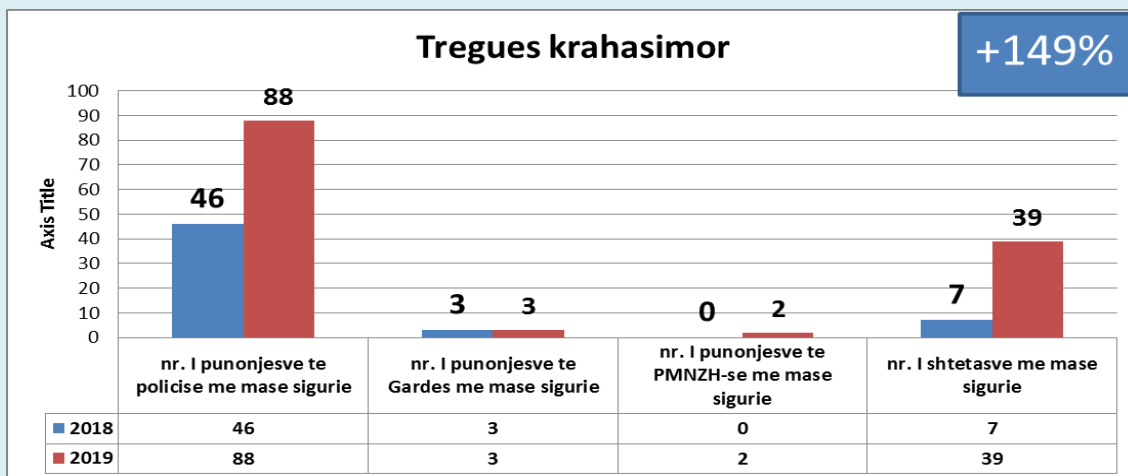 Tregues krahasimor
+149%
Axis Title
100
90
80
70
60
50
40
30
20
10
0
46
88
3
3
0
2
7
39
nr. I punonjesve te
policise me mase sigurie
nr. I punonjesve te
Gardes me mase sigurie
nr. I punonjesve te
PMNZH-se me mase
sigurie
nr. I shtetasve me mase
sigurie
2018 46 3 0 7
2019 88 3 2 39